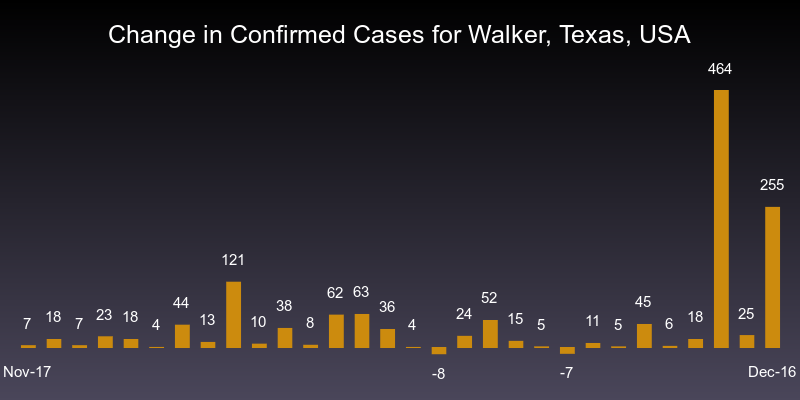 Change in Confirmed Cases for Walker, Texas, USA
464
255
121
62 63
44 38 36 52 45
7 18 7 23 18 4 13 10 8 4 24 15 5 11 5 6 18 25
Nov-17 -8 -7 Dec-16